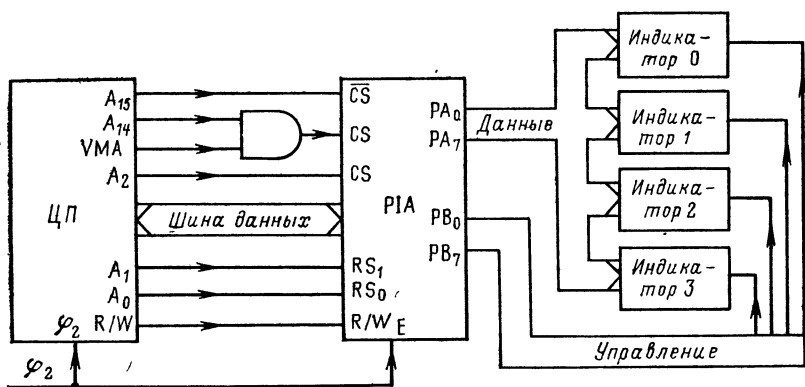 ЦП
A15
A14
VMA
A2
Шина данных
A1
A0
R/W
φ2
φ2
CS
CS
CS
PIA
RS1
RS0
R/W
E
PA0
PA7
PB0
PB7
Данные
Индика-
тор 0
Индика-
тор 1
Индика-
тор 2
Индика-
тор 3
Управление